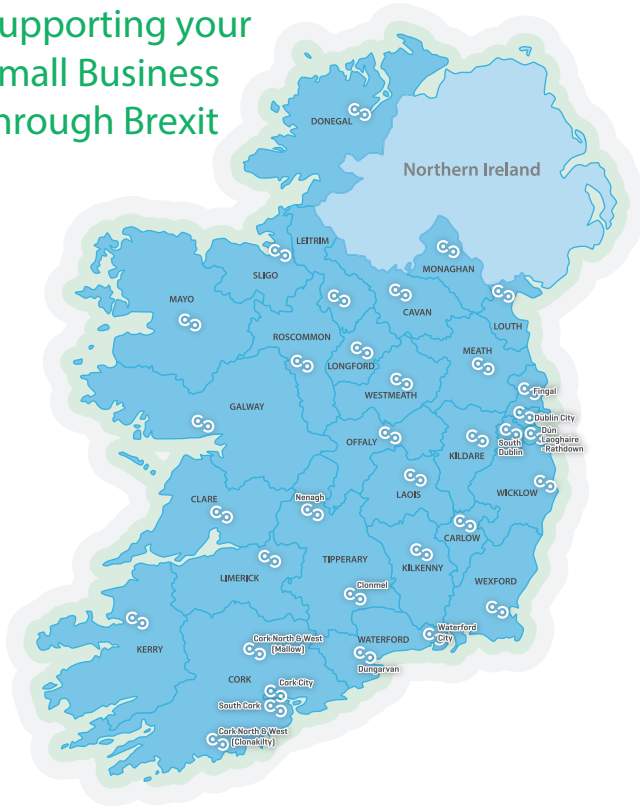 upporting your
mall Business
hrough Brexit
DONEGAL
Northern Ireland
LEITRIM
SLIGO
MONAGHAN
MAYO
CAVAN
LOUTH
ROSCOMMON
MEATH
LONGFORD
WESTMEATH
Fingal
GALWAY
Dublin City
OFFALY
South
Dublin
Dún
Laoghaire
-Rathdown
KILDARE
CLARE
Nenagh
LAOIS
WICKLOW
CARLOW
TIPPERARY
KILKENNY
LIMERICK
Clonmel
WEXFORD
KERRY
Cork North & West
(Mallow)
WATERFORD
Waterford
City
Dungarvan
CORK
Cork City
South Cork
Cork North & West
(Clonakilty)